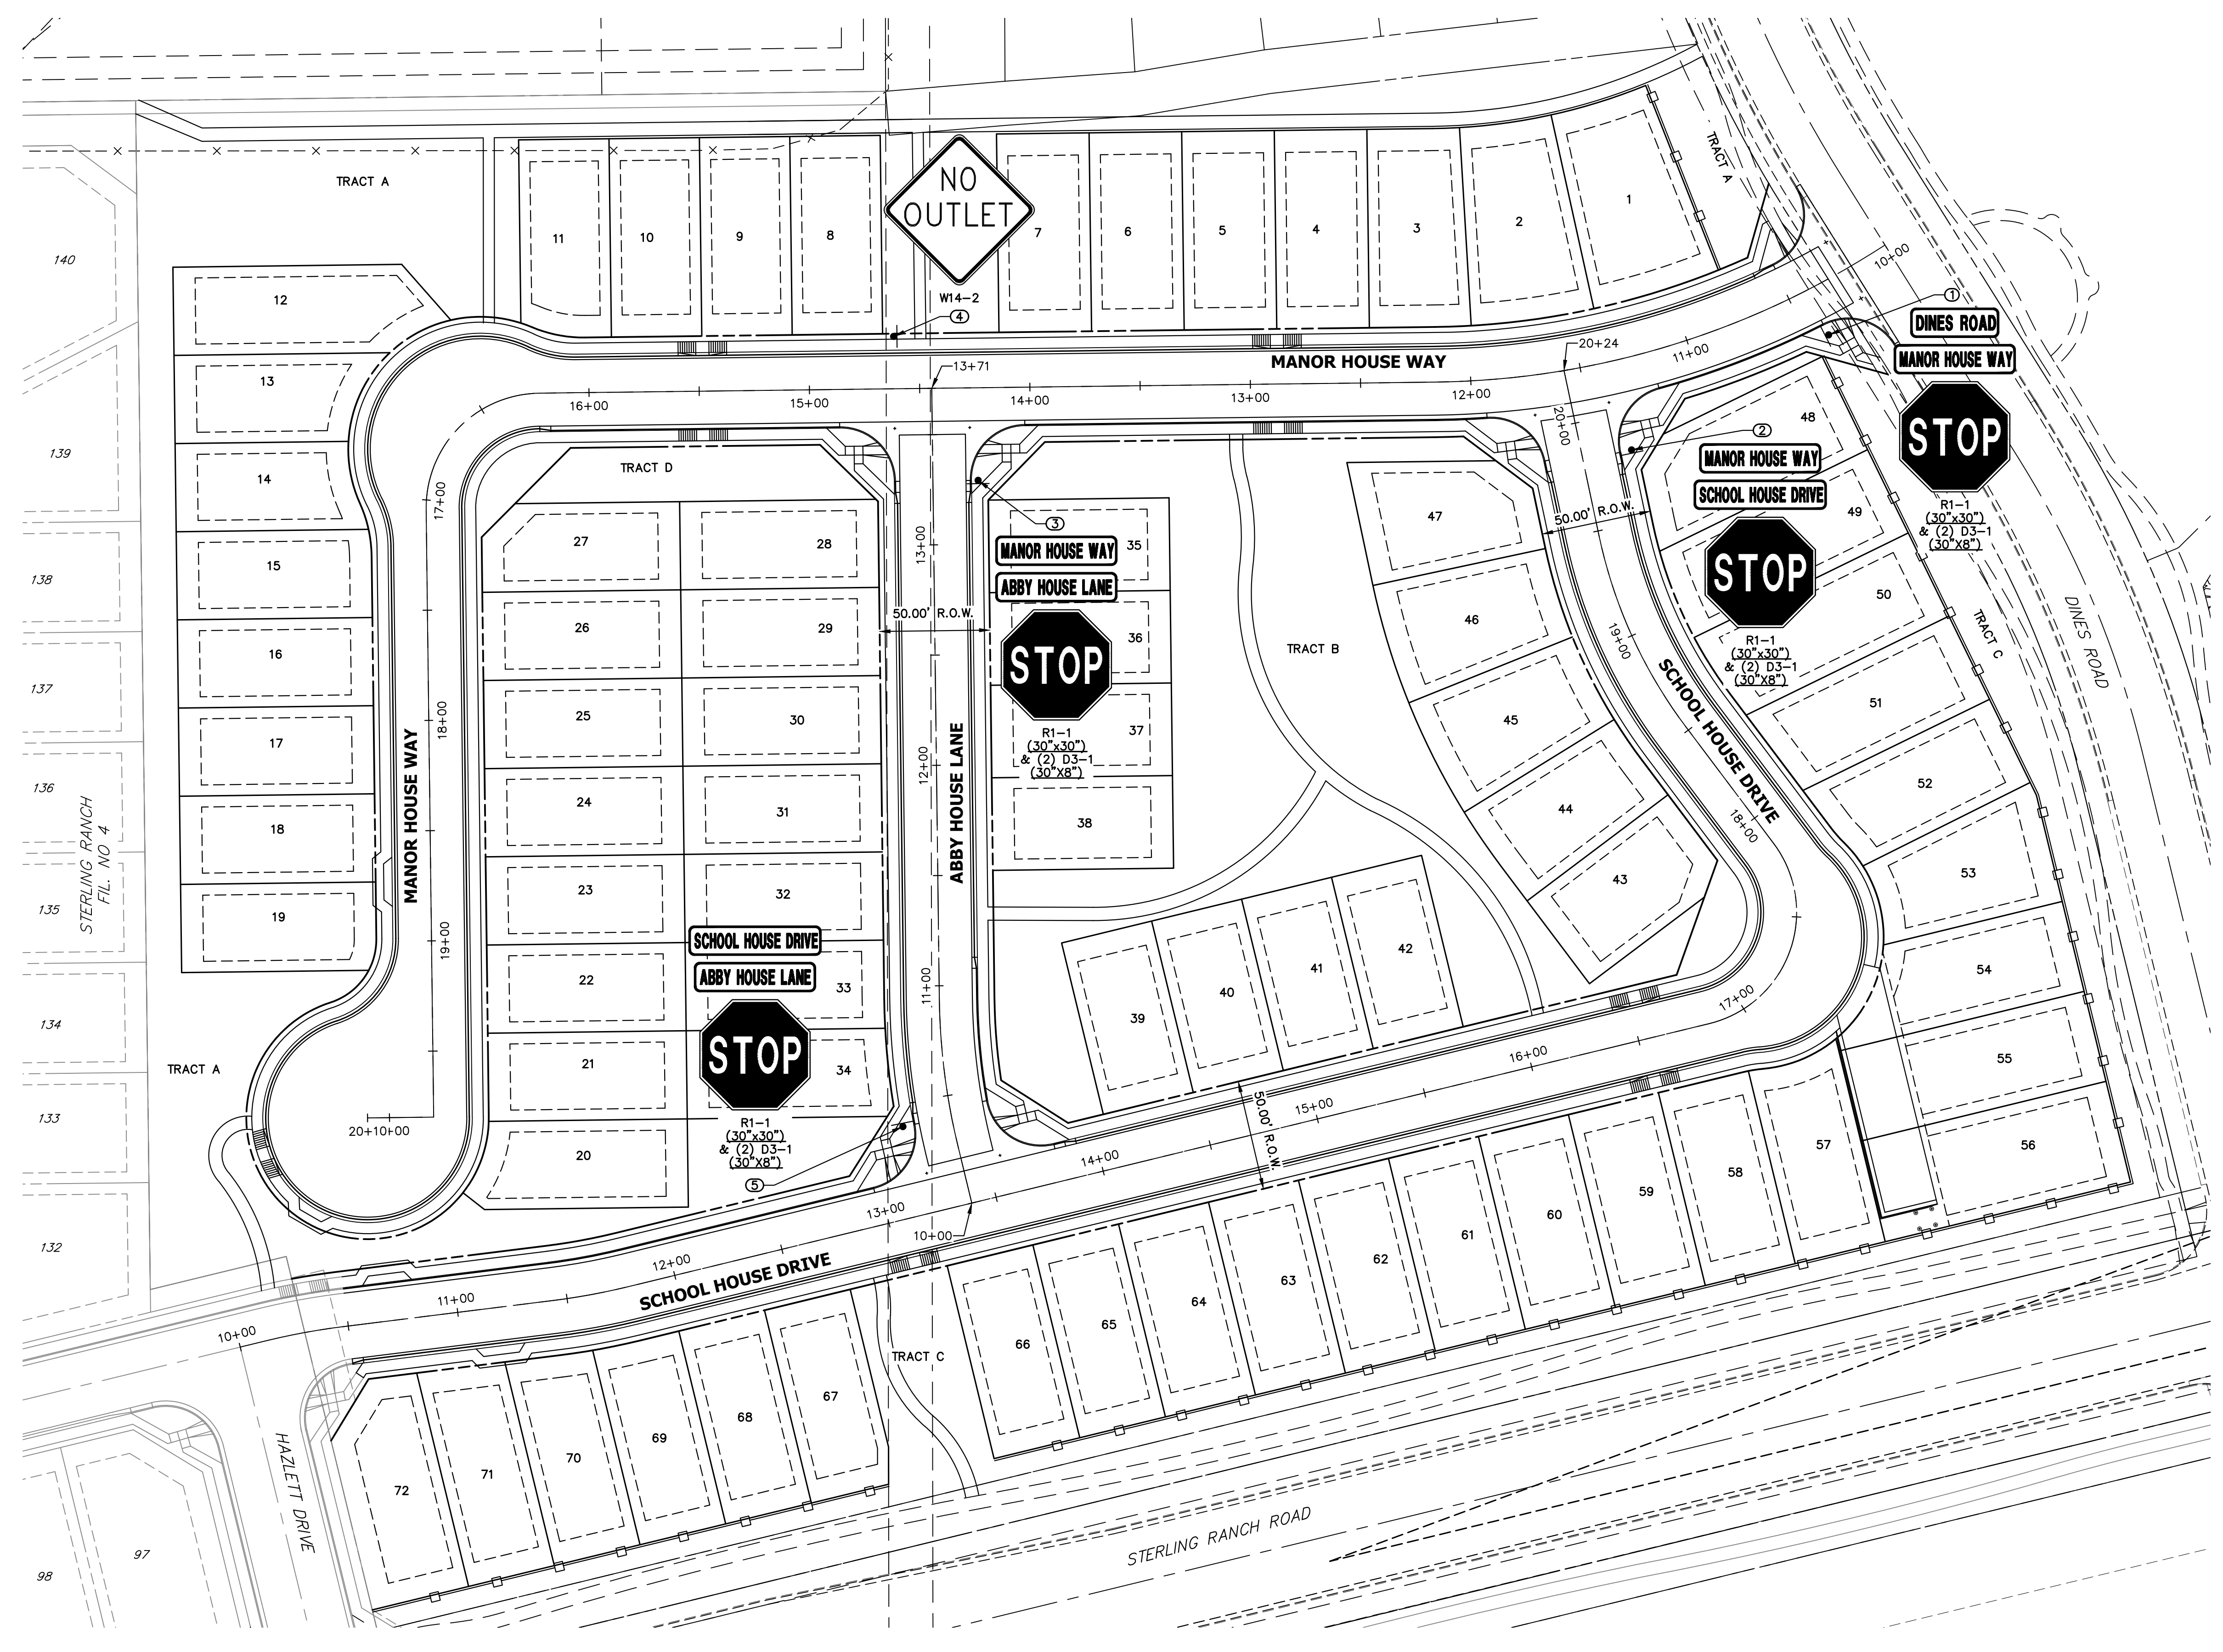 140
139
138
137
136
135
134
133
132
97
98
STERLING RANCH
FIL. NO 4
TRACT A
11
10
9
8
NO
OUTLET
W14-2
4
7
6
5
4
3
2
1
TRACT A
10+00
1
DINES ROAD
MANOR HOUSE WAY
STOP
R1-1
(30"x30")
& (2) D3-1
(30"X8")
12
13
14
15
16
17
18
19
TRACT A
MANOR HOUSE WAY
20+24
11+00
12+00
13+00
14+00
13+71
15+00
16+00
17+00
18+00
19+00
20+10+00
MANOR HOUSE WAY
TRACT D
27
28
26
29
25
30
24
31
23
32
22
33
21
34
20
SCHOOL HOUSE DRIVE
ABBY HOUSE LANE
STOP
R1-1
(30"x30")
& (2) D3-1
(30"X8")
5
13+00
50.00' R.O.W.
12+00
11+00
10+00
ABBY HOUSE LANE
3
MANOR HOUSE WAY
ABBY HOUSE LANE
STOP
R1-1
(30"x30")
& (2) D3-1
(30"X8")
35
36
37
38
TRACT B
47
46
45
44
43
42
41
40
39
20+00
50.00' R.O.W.
2
MANOR HOUSE WAY
SCHOOL HOUSE DRIVE
STOP
R1-1
(30"x30")
& (2) D3-1
(30"X8")
48
49
50
51
52
53
54
55
56
TRACT C
DINES ROAD
19+00
SCHOOL HOUSE DRIVE
18+00
17+00
16+00
15+00
50.00' R.O.W.
14+00
13+00
12+00
11+00
10+00
SCHOOL HOUSE DRIVE
57
58
59
60
61
62
63
64
65
66
TRACT C
67
68
69
70
71
72
HAZLETT DRIVE
STERLING RANCH ROAD